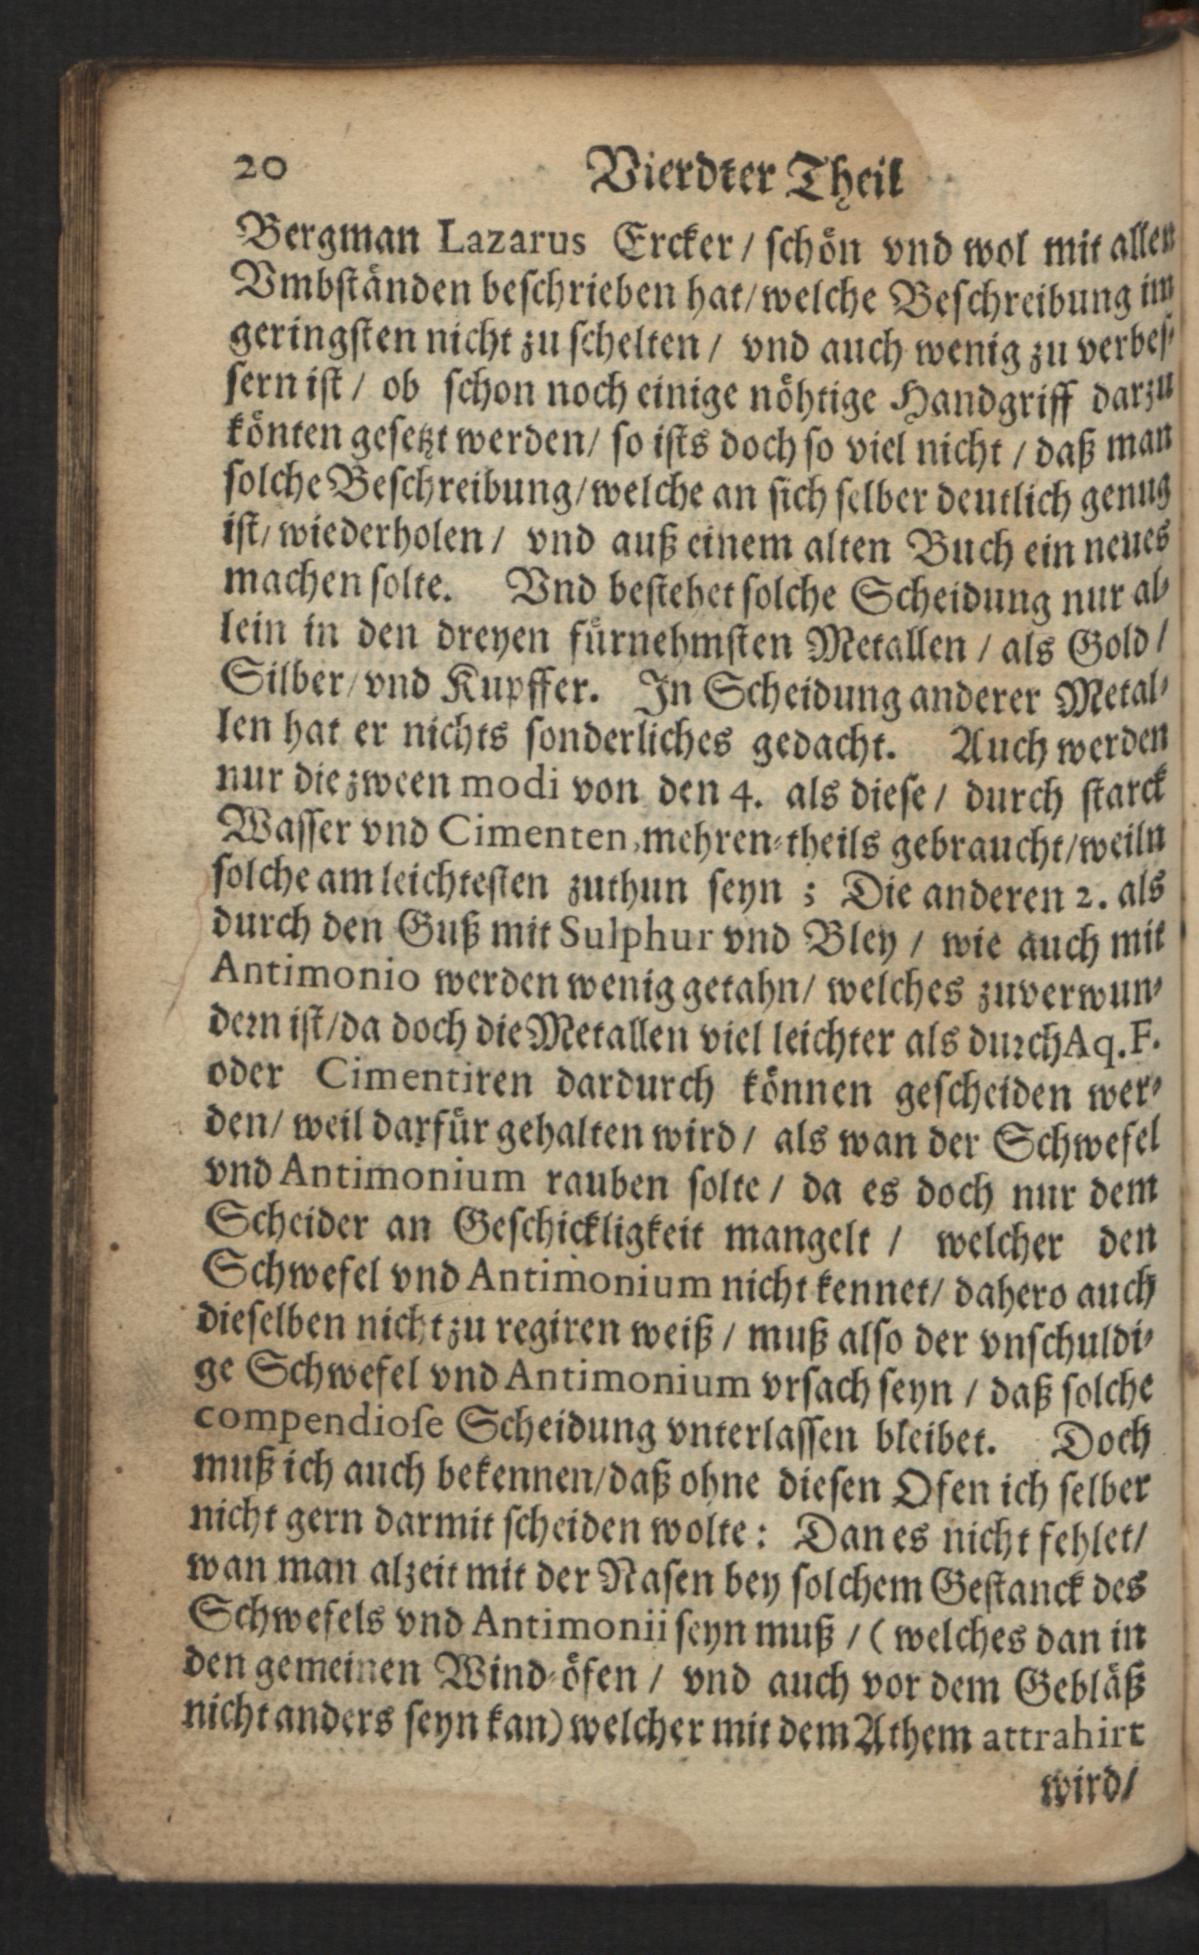 20 Vierdter Theil
Bergman Lazarus Ercker / schön vnd wol mit allen
Vmbständen beschrieben hat / welche Beschreibung im
geringsten nicht zu schelten / vnd auch wenig zu verbes-
sern ist / ob schon noch einige nöhtige Handgriff darzu
könten gesetzt werden / so ists doch so viel nicht / daß man
solche Beschreibung / welche an sich selber deutlich genug
ist / wiederholen / vnd auß einem alten Buch ein neues
machen solte. Vnd bestehet solche Scheidung nur al-
lein in den dreyen fürnehmsten Metallen / als Gold /
Silber / vnd Kupffer. In Scheidung anderer Metal-
len hat er nichts sonderliches gedacht. Auch werden
nur die zween modi von den 4. als diese / durch starck
Wasser vnd Cimenten, mehren-theils gebraucht / weiln
solche am leichtesten zuthun seyn ; Die anderen 2. als
durch den Guß mit Sulphur vnd Bley / wie auch mit
Antimonio werden wenig getahn / welches zuverwun-
dern ist / da doch die Metallen viel leichter als durch Aq. F.
oder Cimentiren dardurch können gescheiden wer-
den / weil darfür gehalten wird / als wan der Schwefel
vnd Antimonium rauben solte / da es doch nur dem
Scheider an Geschickligkeit mangelt / welcher den
Schwefel vnd Antimonium nicht kennet / dahero auch
dieselben nicht zu regiren weiß / muß also der vnschuldi-
ge Schwefel vnd Antimonium vrsach seyn / daß solche
compendiose Scheidung vnterlassen bleibet. Doch
muß ich auch bekennen / daß ohne diesen Ofen ich selber
nicht gern darmit scheiden wolte : Dan es nicht fehlet /
wan man alzeit mit der Nasen bey solchem Gestanck des
Schwefels vnd Antimonii seyn muß / ( welches dan in
den gemeinen Wind-öfen / vnd auch vor dem Gebläß
nicht anders seyn kan) welcher mit dem Athem attrahirt
wird /